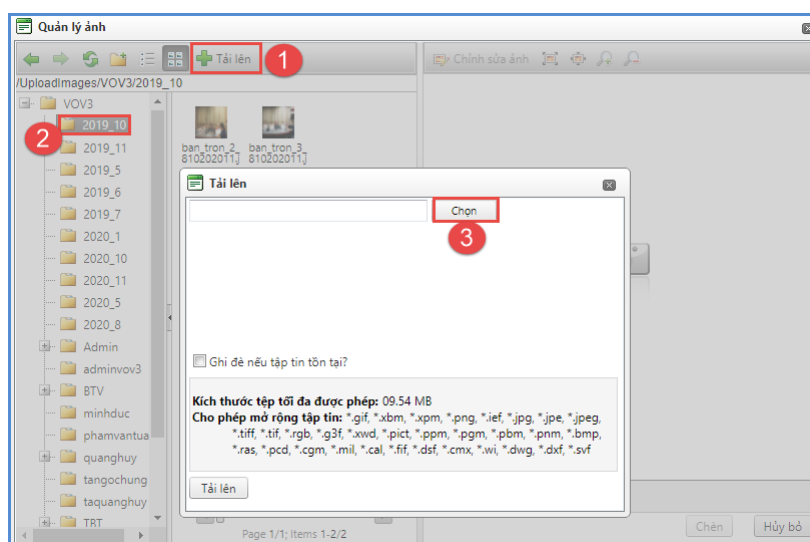 Quản lý ảnh
Tải lên
1
Chỉnh sửa ảnh
/UploadImages/VOV3/2019_10
VOV3
2019_10
2
2019_11
2019_5
2019_6
2019_7
2020_1
2020_10
2020_11
2020_5
2020_8
Admin
adminvov3
BTV
minhduc
phamvantua
quanghuy
tangochung
taquanghuy
TBT
ban_tron_2_
810202011.j
ban_tron_3_
810202011.j
Tải lên
Chọn
3
Ghi đè nếu tập tin tồn tại?
Kích thước tệp tối đa được phép: 09.54 MB
Cho phép mở rộng tập tin: *.gif, *.xbm, *.xpm, *.png, *.ief, *.jpg, *.jpe, *.jpeg,
*.tiff, *.tif, *.rgb, *.g3f, *.xwd, *.pict, *.ppm, *.pgm, *.pbm, *.pnm, *.bmp,
*.ras, *.pcd, *.cgm, *.mil, *.cal, *.fif, *.dsf, *.cmx, *.wi, *.dwg, *.dxf, *.svf
Tải lên
Page 1/1; Items 1-2/2
Chèn
Hủy bỏ